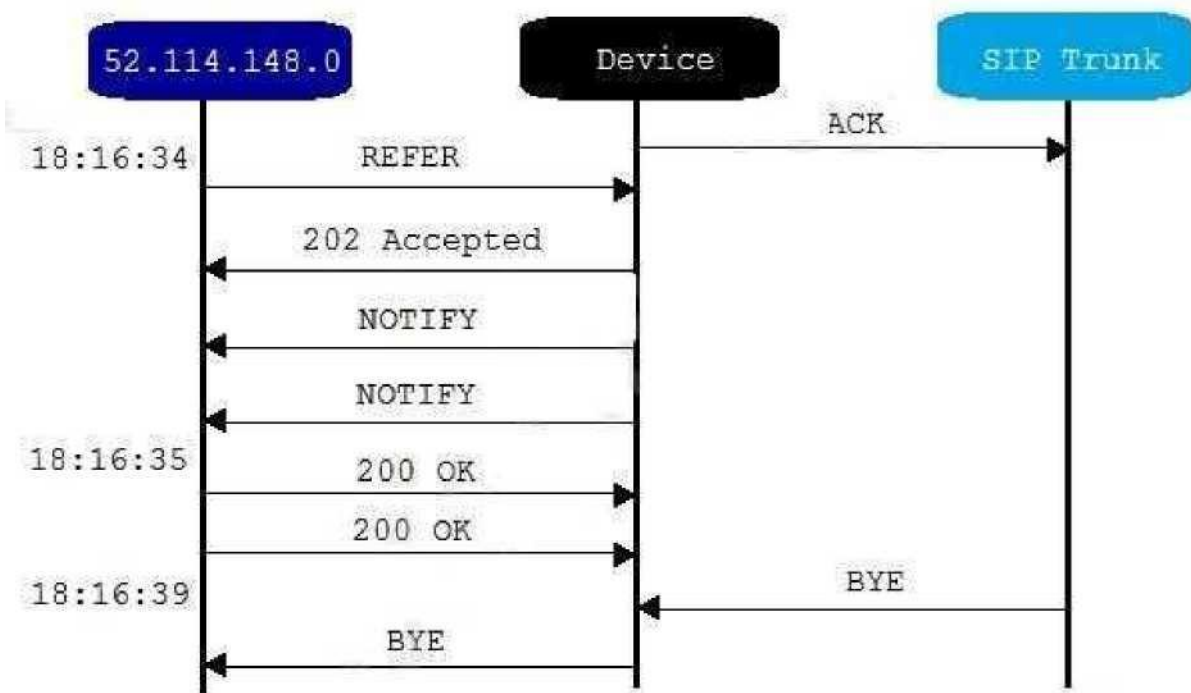 52.114.148.0
Device
SIP Trunk
ACK
18:16:34
REFER
202 Accepted
NOTIFY
NOTIFY
18:16:35
200 OK
200 OK
18:16:39
BYE
BYE